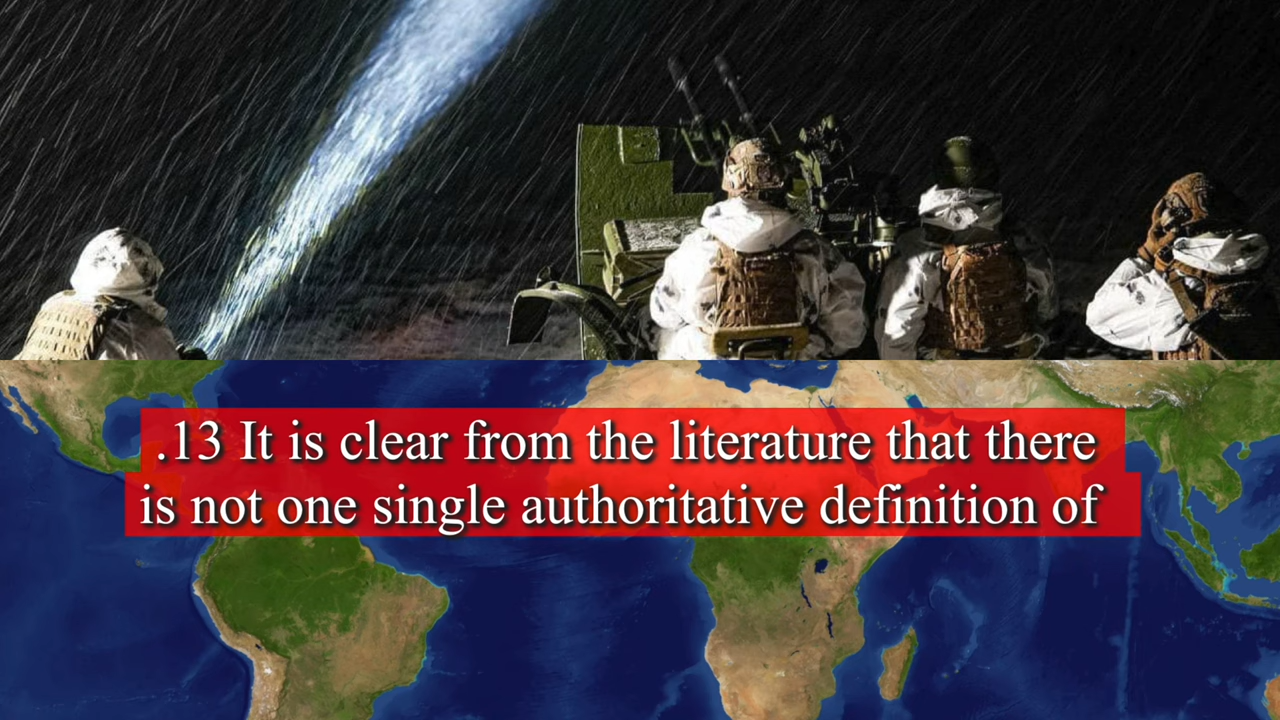 .13 It is clear from the literature that there
is not one single authoritative definition of